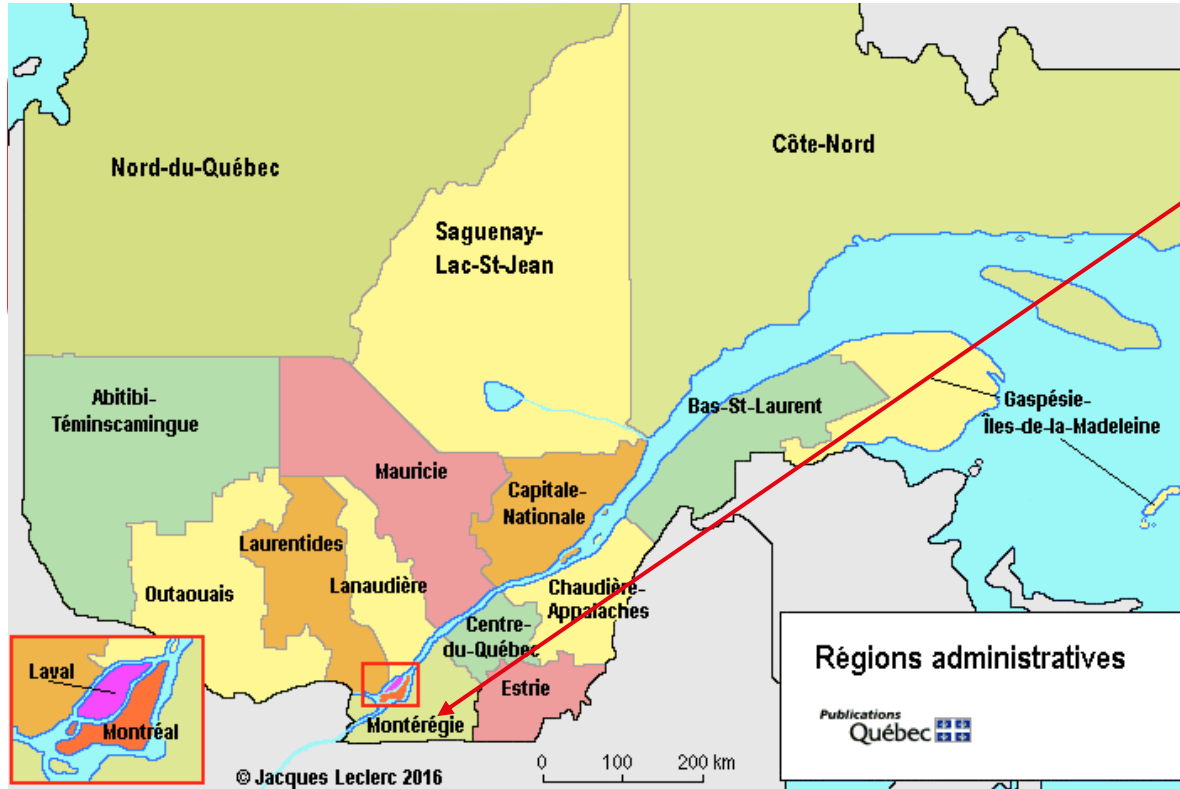 Nord-du-Québec
Côte-Nord
Saguenay-
Lac-St-Jean
Abitibi-
Téminscamingue
Bas-St-Laurent
Gaspésie-
Îles-de-la-Madeleine
Mauricie
Capitale-
Nationale
Laurentides
Lanaudière
Outaouais
Chaudière-
Appalaches
Centre-
du-Québec
Estrie
Montérégie
Laval
Montréal
© Jacques Leclerc 2016
0 100 200 km
Régions administratives
Publications
Québec